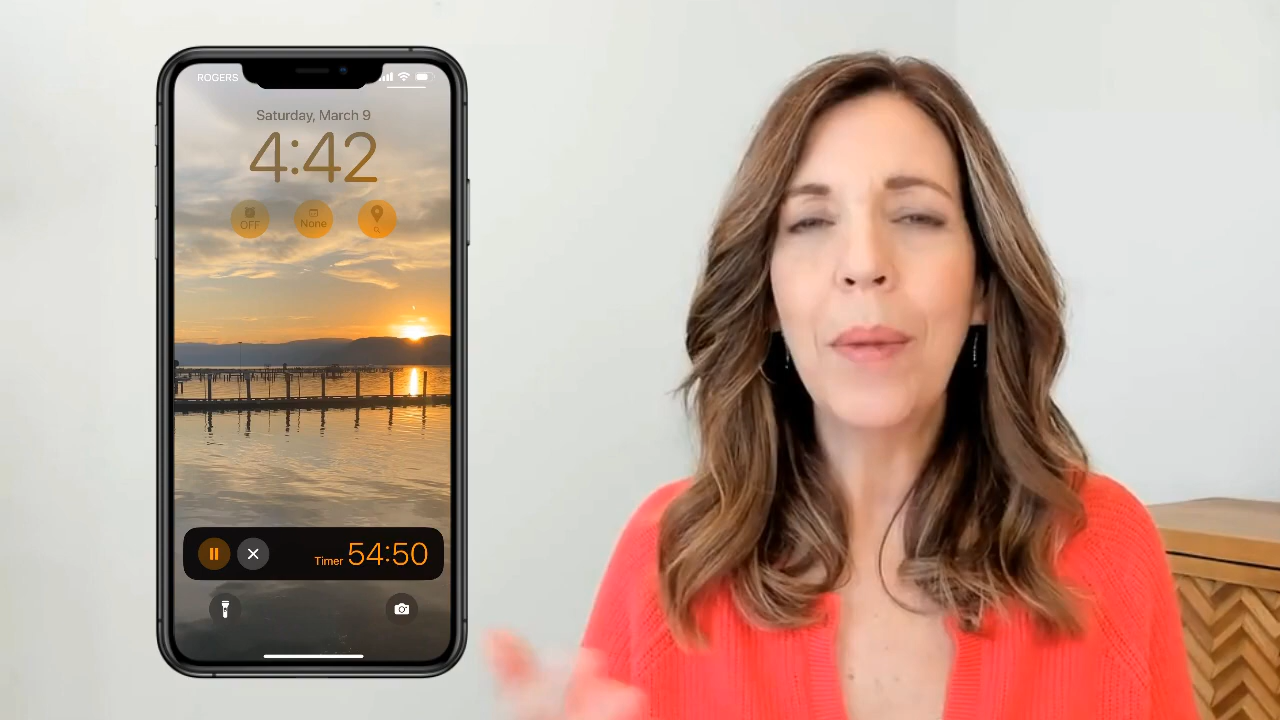 ROGERS
Saturday, March 9
4:42
OFF
None
Timer 54:50